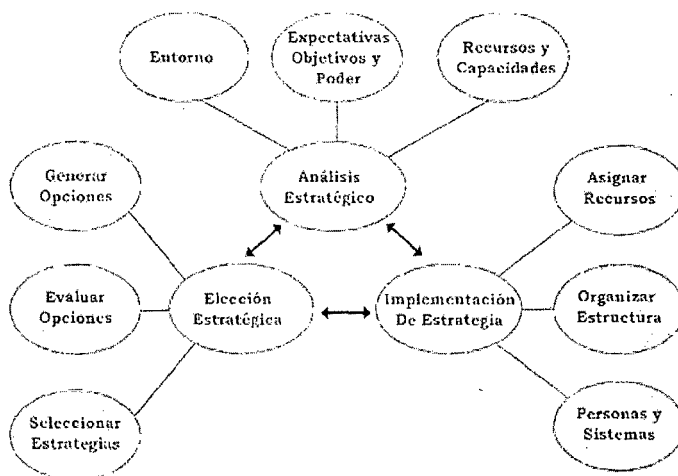 Entorno
Expectativas
Objetivos y
Poder
Recursos y
Capacidades
Análisis
Estratégico
Generar
Opciones
Asignar
Recursos
Evaluar
Opciones
Elección
Estratégica
Implementación
De Estrategia
Organizar
Estructura
Seleccionar
Estrategias
Personas y
Sistemas